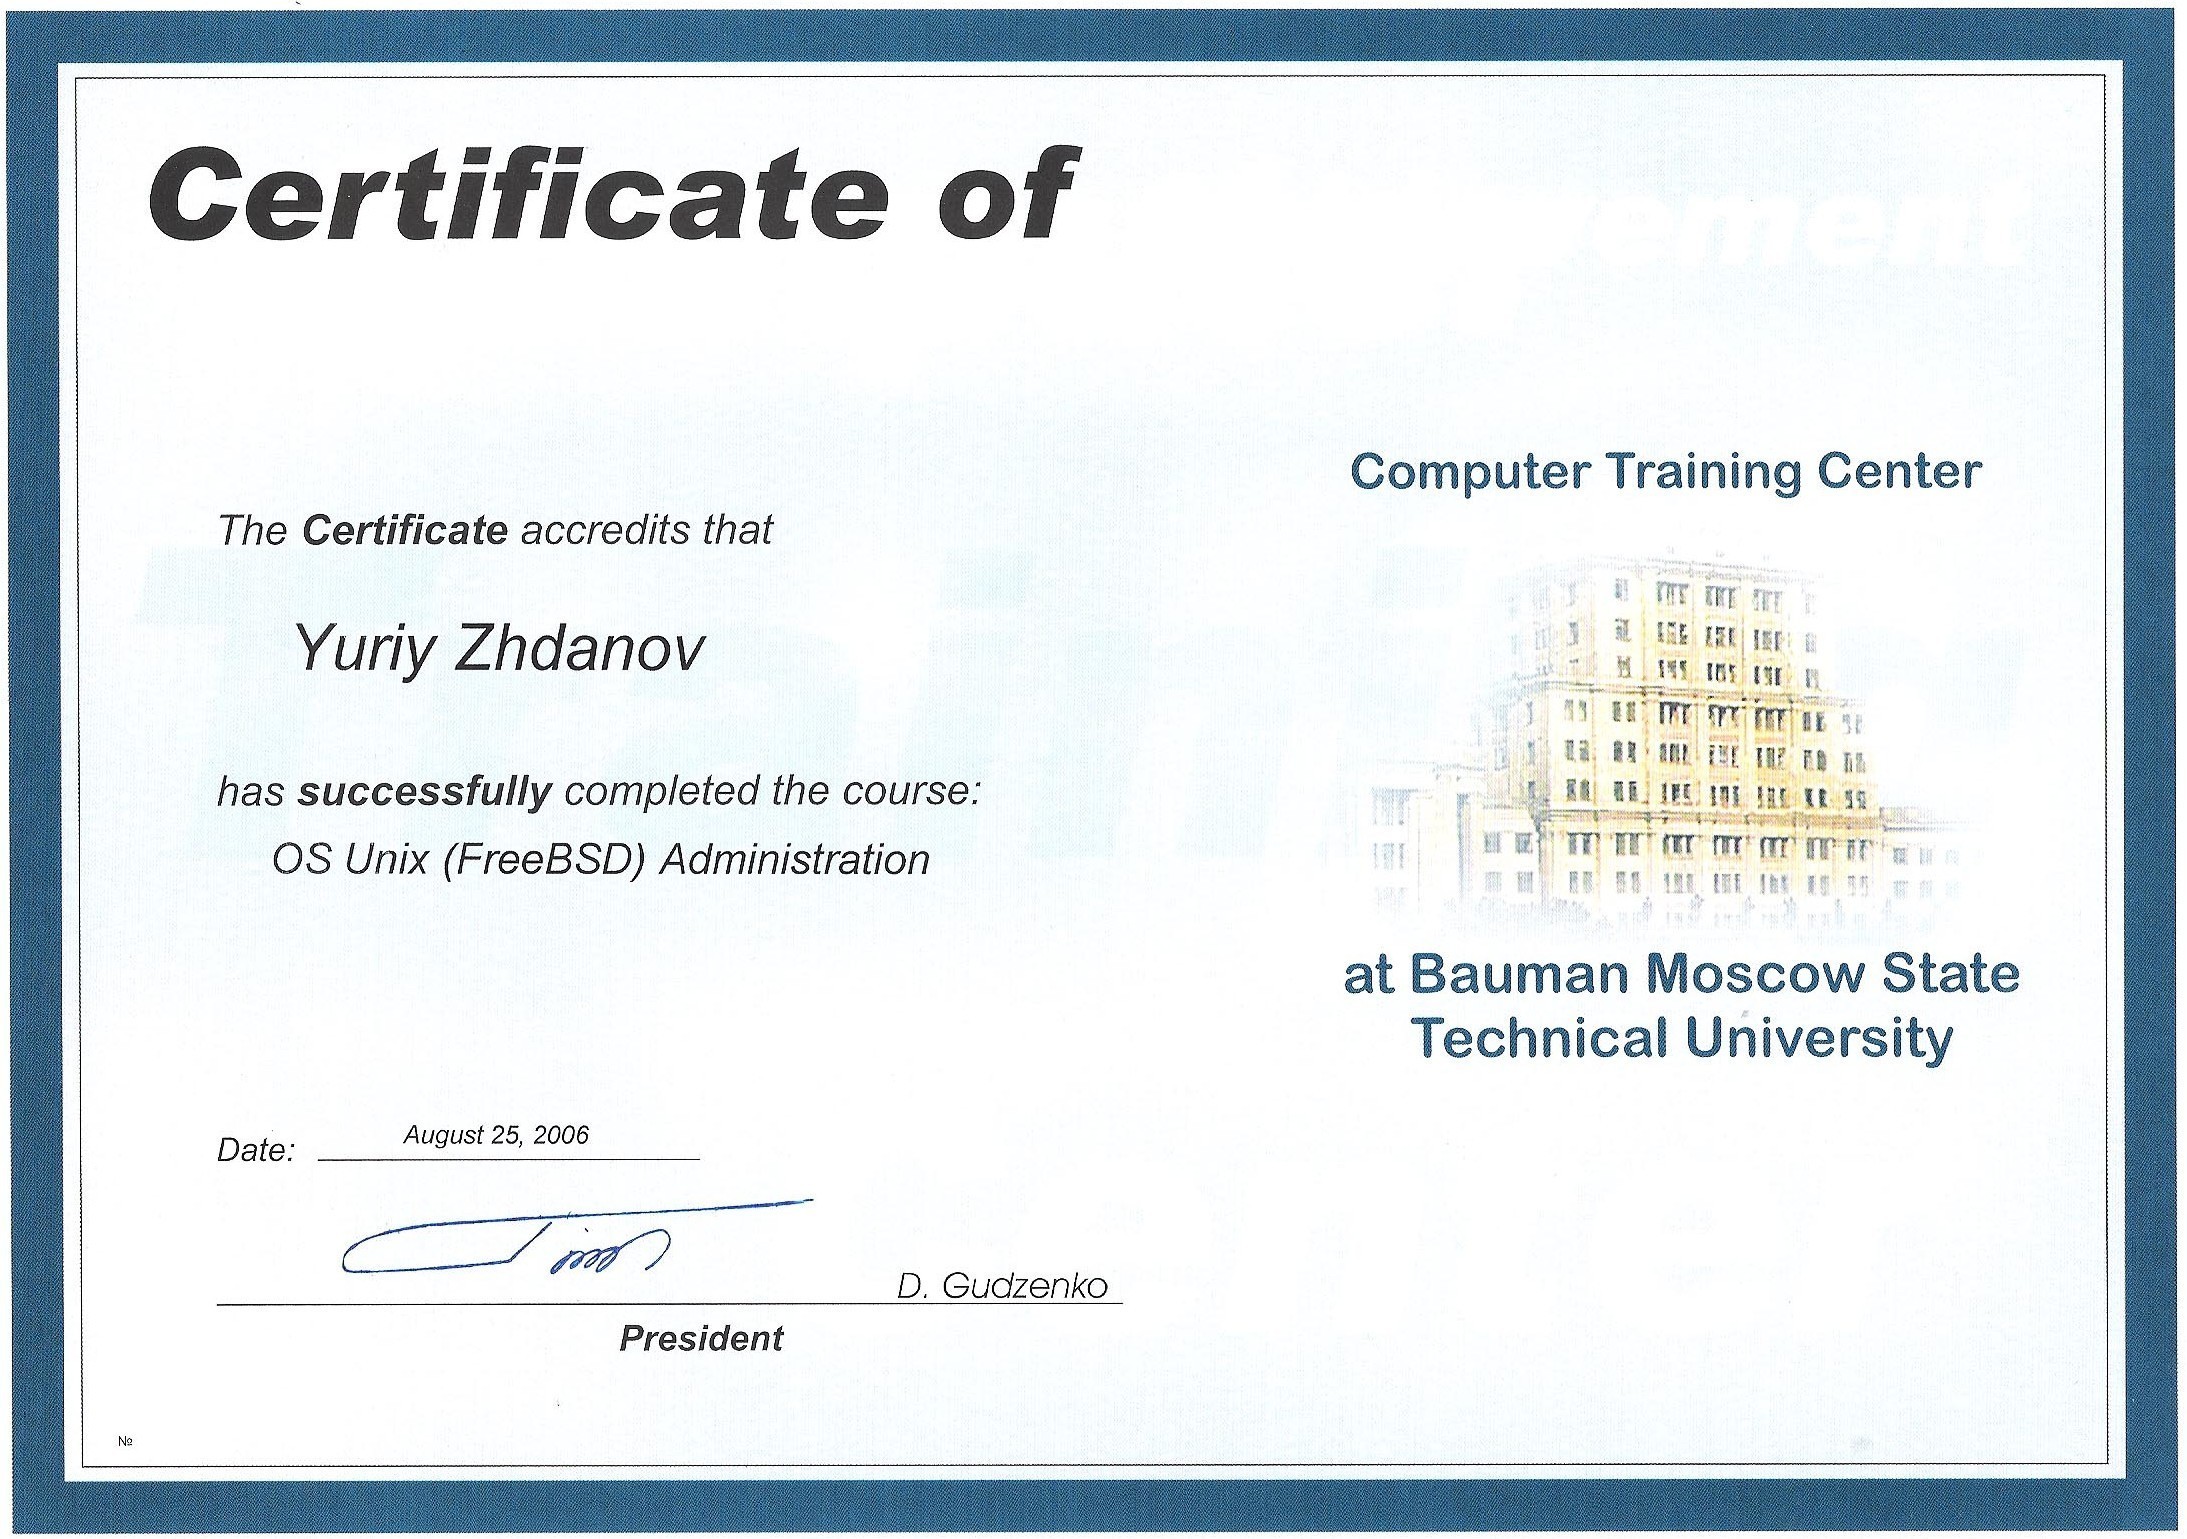 Certificate of
ement
The Certificate accredits that
Yuriy Zhdanov
has successfully completed the course:
OS Unix (FreeBSD) Administration
Computer Training Center
at Bauman Moscow State
Technical University
Date: August 25, 2006
D. Gudzenko
President
№